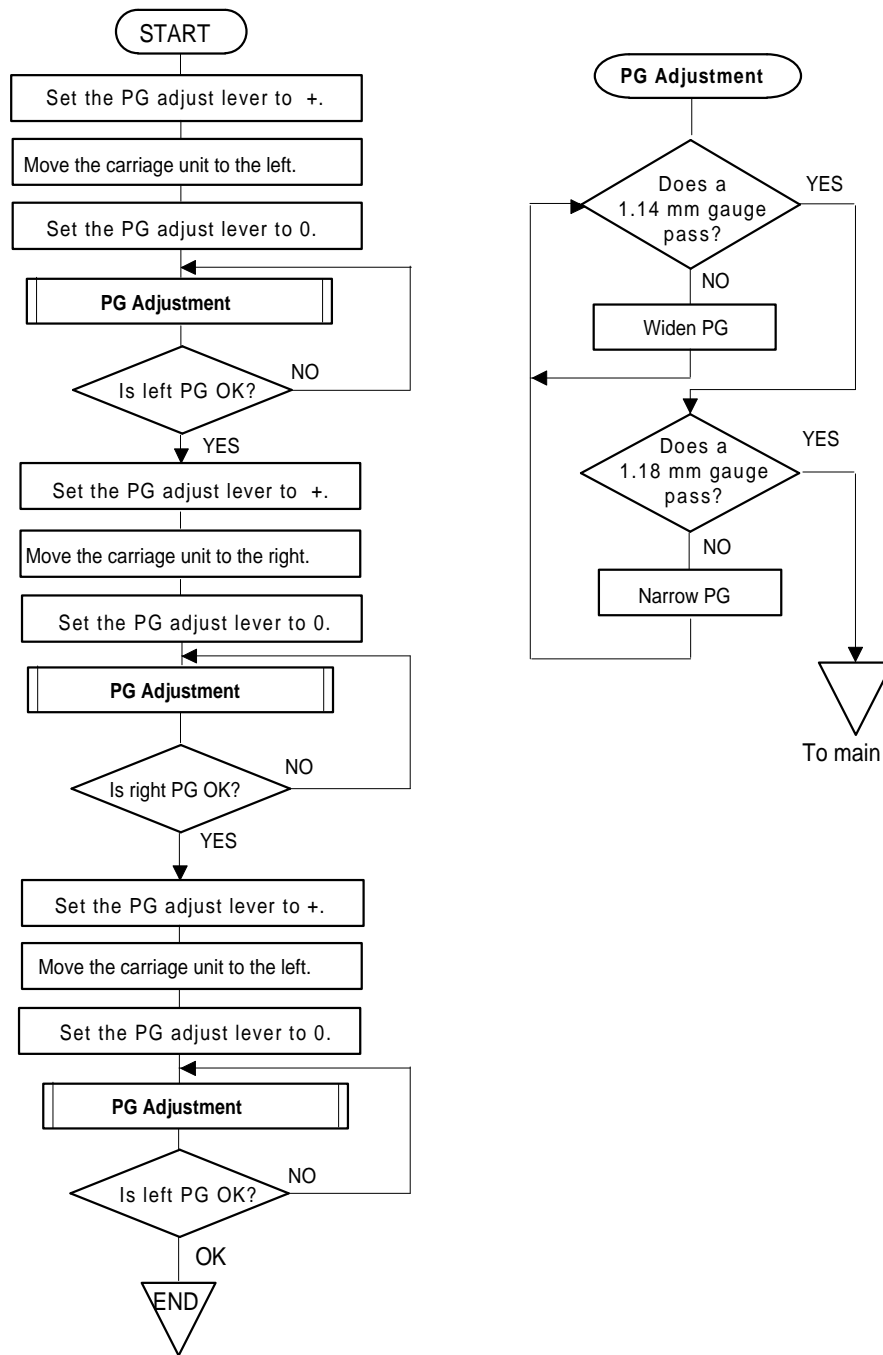 START
Set the PG adjust lever to +.
Move the carriage unit to the left.
Set the PG adjust lever to 0.
PG Adjustment
Is left PG OK?
NO
YES
Set the PG adjust lever to +.
Move the carriage unit to the right.
Set the PG adjust lever to 0.
PG Adjustment
Is right PG OK?
NO
YES
Set the PG adjust lever to +.
Move the carriage unit to the left.
Set the PG adjust lever to 0.
PG Adjustment
Is left PG OK?
NO
OK
END
PG Adjustment
Does a
1.14 mm gauge
pass?
YES
NO
Widen PG
Does a
1.18 mm gauge
pass?
YES
NO
Narrow PG
To main